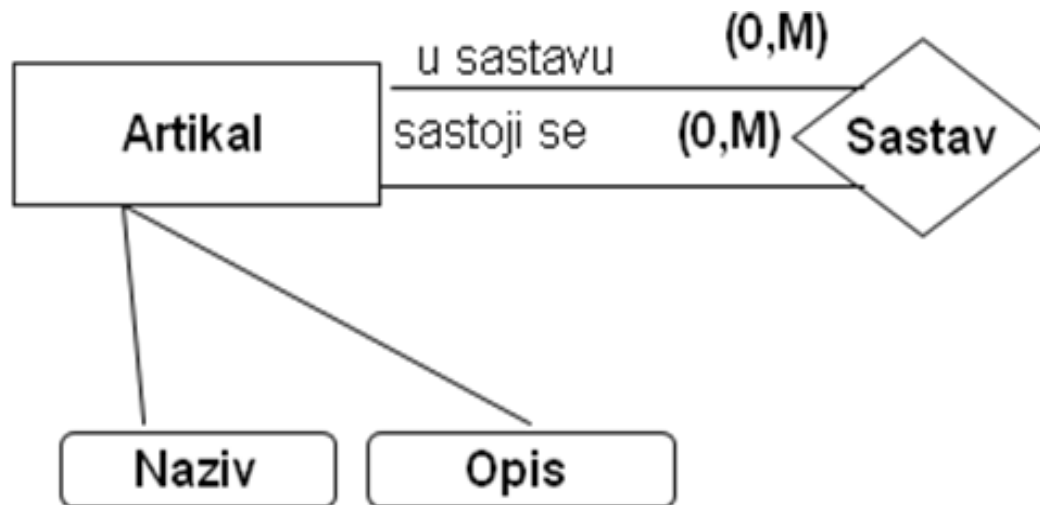 (0,M)
u sastavu
Artikal
sastoji se
(0,M)
Sastav
Naziv
Opis